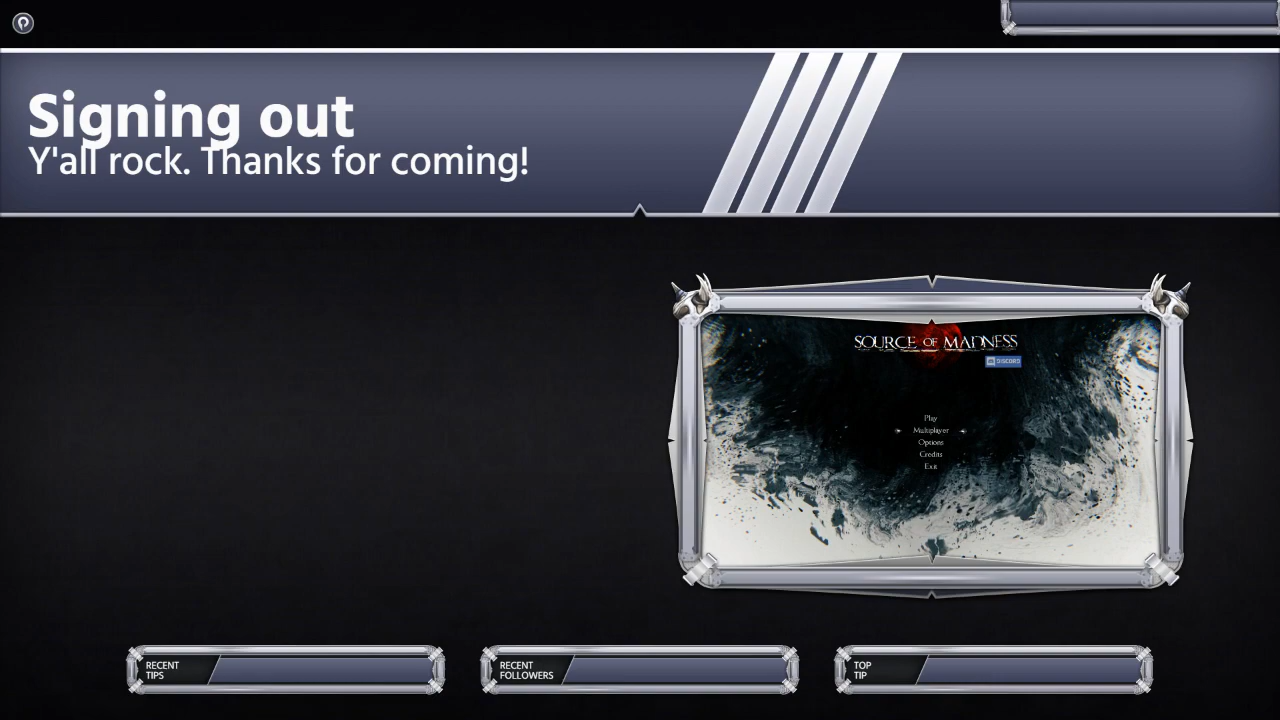 Signing out
Y'all rock. Thanks for coming!
SOURCE OF MADNESS
DISCORD
Play
Multiplayer
Options
Credits
Exit
RECENT
TIPS
RECENT
FOLLOWERS
TOP
TIP